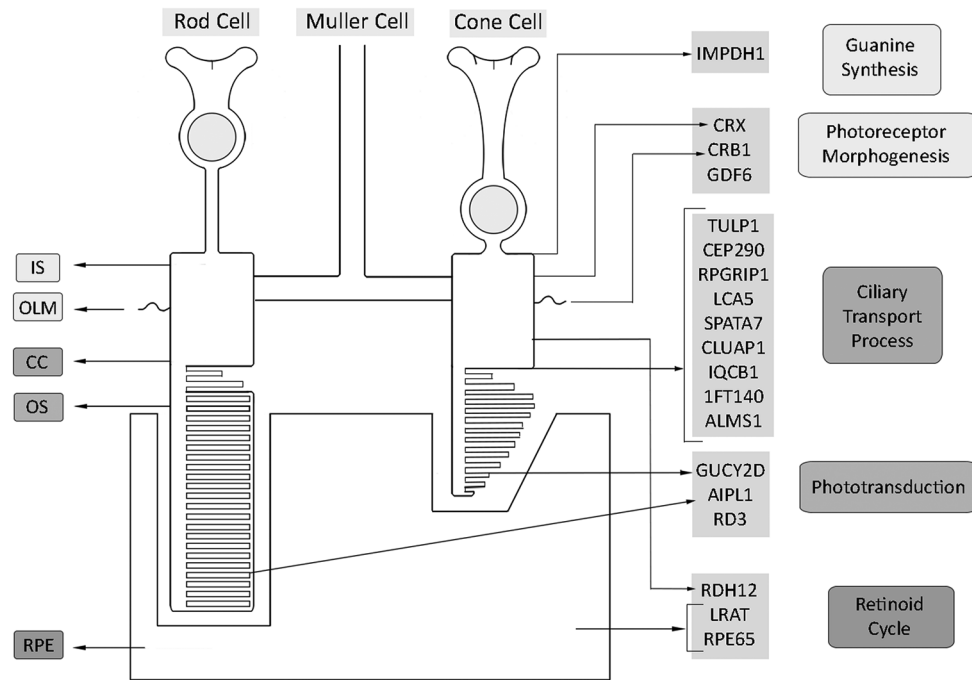 Rod Cell
Muller Cell
Cone Cell
IMPDH1
Guanine
Synthesis
CRX
CRB1
GDF6
Photoreceptor
Morphogenesis
TULP1
CEP290
RPGRIP1
LCA5
SPATA7
CLUAP1
IQCB1
1FT140
ALMS1
Ciliary
Transport
Process
IS
OLM
CC
OS
RPE
GUCY2D
AIPL1
RD3
Phototransduction
RDH12
LRAT
RPE65
Retinoid
Cycle